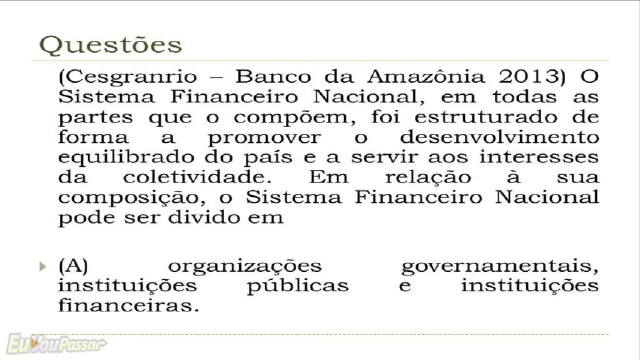 Questões
(Cesgranrio – Banco da Amazônia 2013) O
Sistema Financeiro Nacional, em todas as
partes que o compõem, foi estruturado de
forma a promover o desenvolvimento
equilibrado do país e a servir aos interesses
da coletividade. Em relação à sua
composição, o Sistema Financeiro Nacional
pode ser divido em
(A) organizações governamentais,
instituições públicas e instituições
financeiras.
EuVouPassar